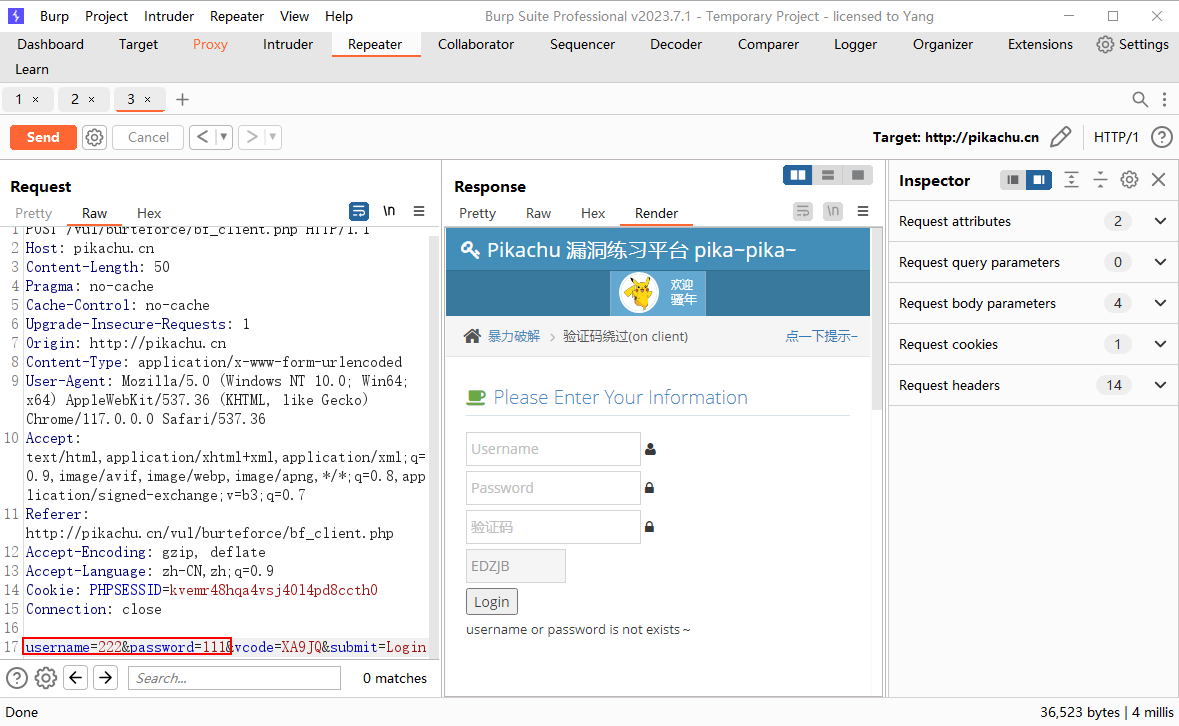 Burp Project Intruder Repeater View Help Burp Suite Professional v2023.7.1 - Temporary Project - licensed to Yang
Dashboard Target Proxy Intruder Repeater Collaborator Sequencer Decoder Comparer Logger Organizer Extensions Settings
Learn
1 × 2 × 3 × +
Send Cancel < > Target: http://pikachu.cn HTTP/1 ?
Request
Pretty Raw Hex \n
1 POST /vul/burteforce/bf_client.php HTTP/1.1
2 Host: pikachu.cn
3 Content-Length: 50
4 Pragma: no-cache
5 Cache-Control: no-cache
6 Upgrade-Insecure-Requests: 1
7 Origin: http://pikachu.cn
8 Content-Type: application/x-www-form-urlencoded
9 User-Agent: Mozilla/5.0 (Windows NT 10.0; Win64;
x64) AppleWebKit/537.36 (KHTML, like Gecko)
Chrome/117.0.0.0 Safari/537.36
10 Accept:
text/html,application/xhtml+xml,application/xml;q=
0.9,image/avif,image/webp,image/apng,*/*;q=0.8,app
lication/signed-exchange;v=b3;q=0.7
11 Referer:
http://pikachu.cn/vul/burteforce/bf_client.php
12 Accept-Encoding: gzip, deflate
13 Accept-Language: zh-CN,zh;q=0.9
14 Cookie: PHPSESSID=kvemr48hqa4vsj40l4pd8ccth0
15 Connection: close
16
17 username=222&password=111&vcode=XA9JQ&submit=Login
? Search... 0 matches
Response
Pretty Raw Hex Render \n
Pikachu 漏洞练习平台 pika~pika~
欢迎
骚年
暴力破解 > 验证码绕过(on client) 点一下提示~
Please Enter Your Information
Username
Password
验证码
EDZJB
Login
username or password is not exists～
Inspector
Request attributes 2
Request query parameters 0
Request body parameters 4
Request cookies 1
Request headers 14
Done 36,523 bytes | 4 millis